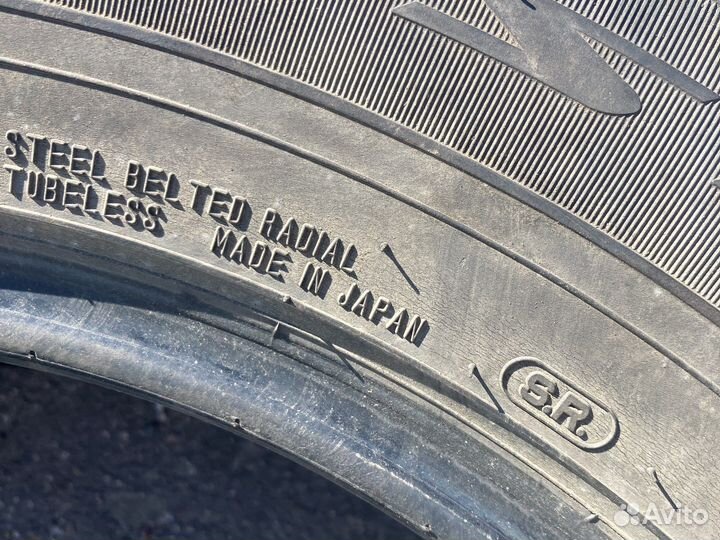 STEEL BELTED RADIAL
TUBELESS MADE IN JAPAN
S.R.
Avito